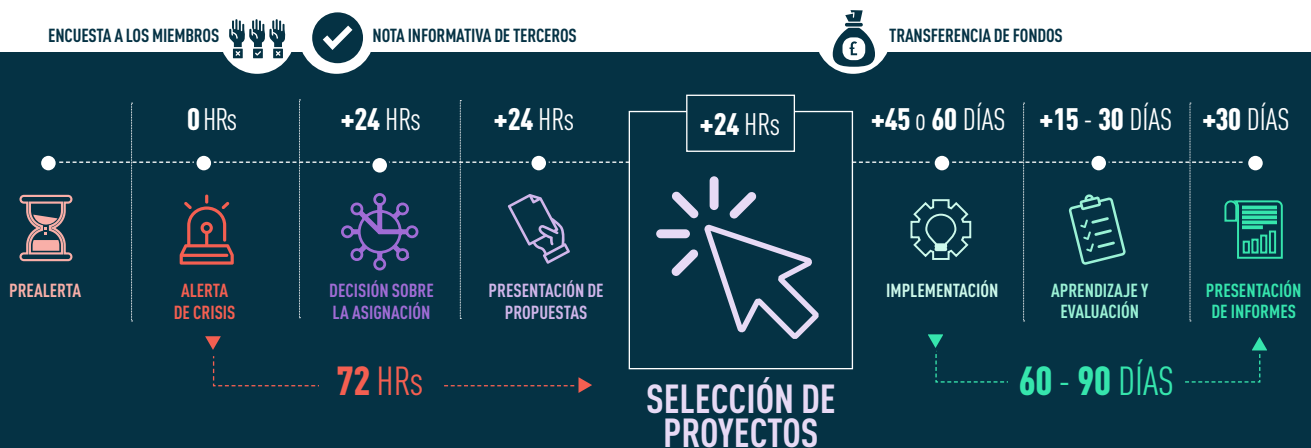 ENCUESTA A LOS MIEMBROS
NOTA INFORMATIVA DE TERCEROS
£
TRANSFERENCIA DE FONDOS
0 HRs
+24 HRs
+24 HRs
+24 HRs
+45 o 60 DÍAS
+15 - 30 DÍAS
+30 DÍAS
PREALERTA
ALERTA
DE CRISIS
DECISIÓN SOBRE
LA ASIGNACIÓN
PRESENTACIÓN DE
PROPUESTAS
IMPLEMENTACIÓN
APRENDIZAJE Y
EVALUACIÓN
PRESENTACIÓN
DE INFORMES
72 HRs
SELECCIÓN DE
PROYECTOS
60 - 90 DÍAS